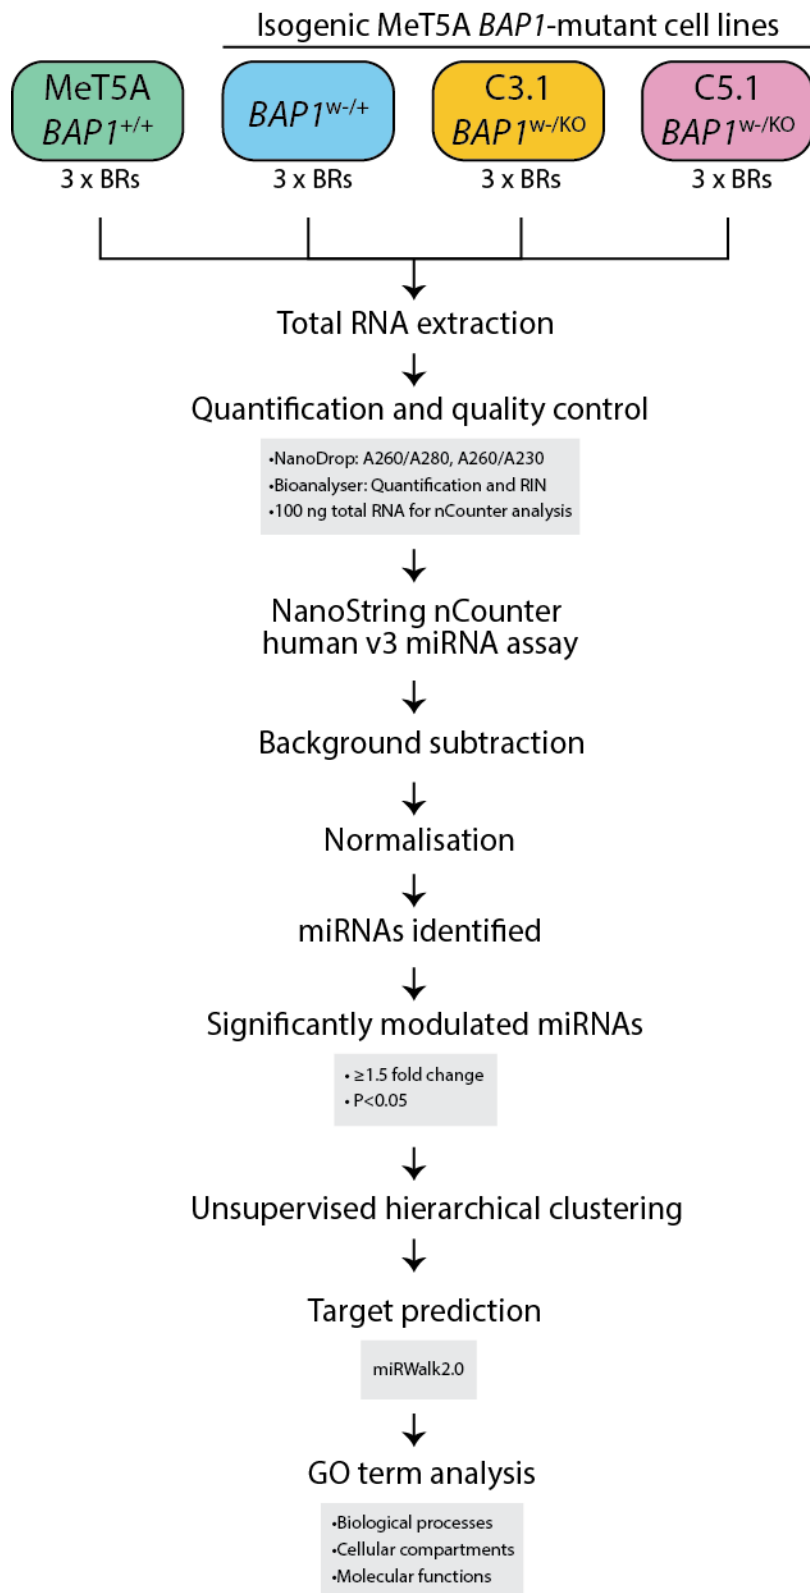 Isogenic MeT5A BAP1-mutant cell lines
MeT5A
BAP1+/+
BAP1w-/+
C3.1
BAP1w-/KO
C5.1
BAP1w-/KO
3 x BRs
3 x BRs
3 x BRs
3 x BRs
Total RNA extraction
Quantification and quality control
•NanoDrop: A260/A280, A260/A230
•Bioanalyser: Quantification and RIN
•100 ng total RNA for nCounter analysis
NanoString nCounter
human v3 miRNA assay
Background subtraction
Normalisation
miRNAs identified
Significantly modulated miRNAs
• ≥1.5 fold change
• P<0.05
Unsupervised hierarchical clustering
Target prediction
miRWalk2.0
GO term analysis
•Biological processes
•Cellular compartments
•Molecular functions